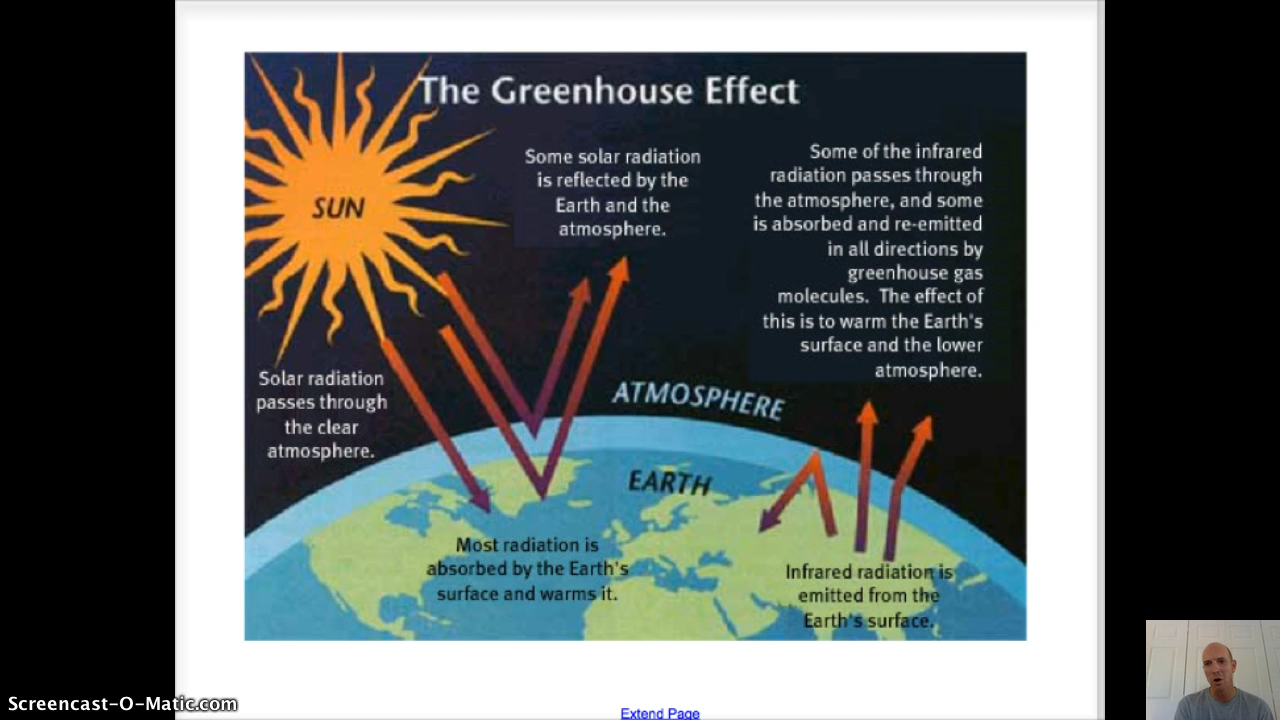 The Greenhouse Effect
SUN
Some solar radiation
is reflected by the
Earth and the
atmosphere.
Some of the infrared
radiation passes through
the atmosphere, and some
is absorbed and re-emitted
in all directions by
greenhouse gas
molecules. The effect of
this is to warm the Earth's
surface and the lower
atmosphere.
Solar radiation
passes through
the clear
atmosphere.
ATMOSPHERE
EARTH
Most radiation is
absorbed by the Earth's
surface and warms it.
Infrared radiation is
emitted from the
Earth's surface.
Screencast-O-Matic.com
Extend Page